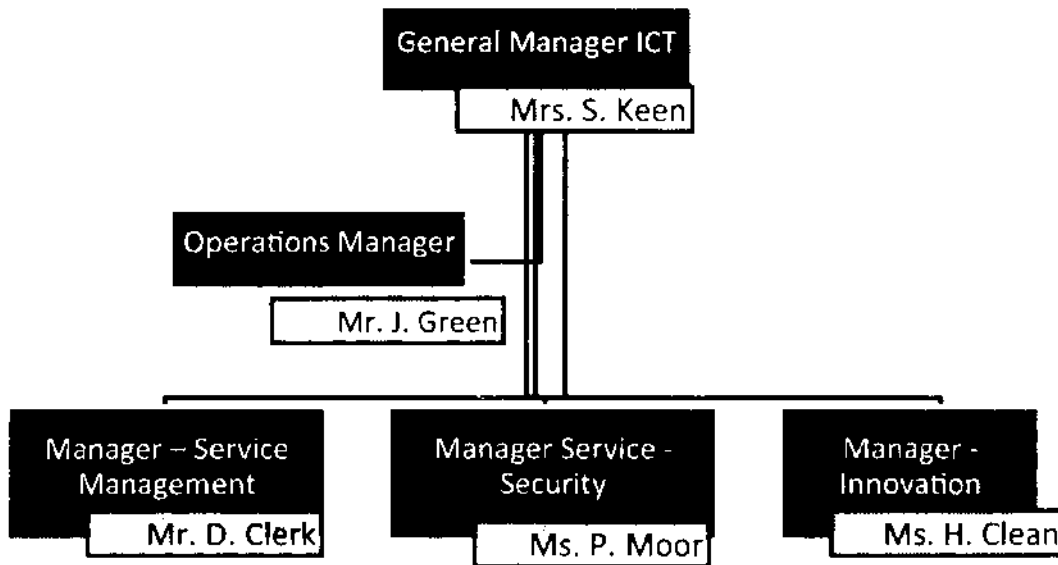 General Manager ICT
Mrs. S. Keen
Operations Manager
Mr. J. Green
Manager – Service
Management
Mr. D. Clerk
Manager Service -
Security
Ms. P. Moor
Manager -
Innovation
Ms. H. Clean